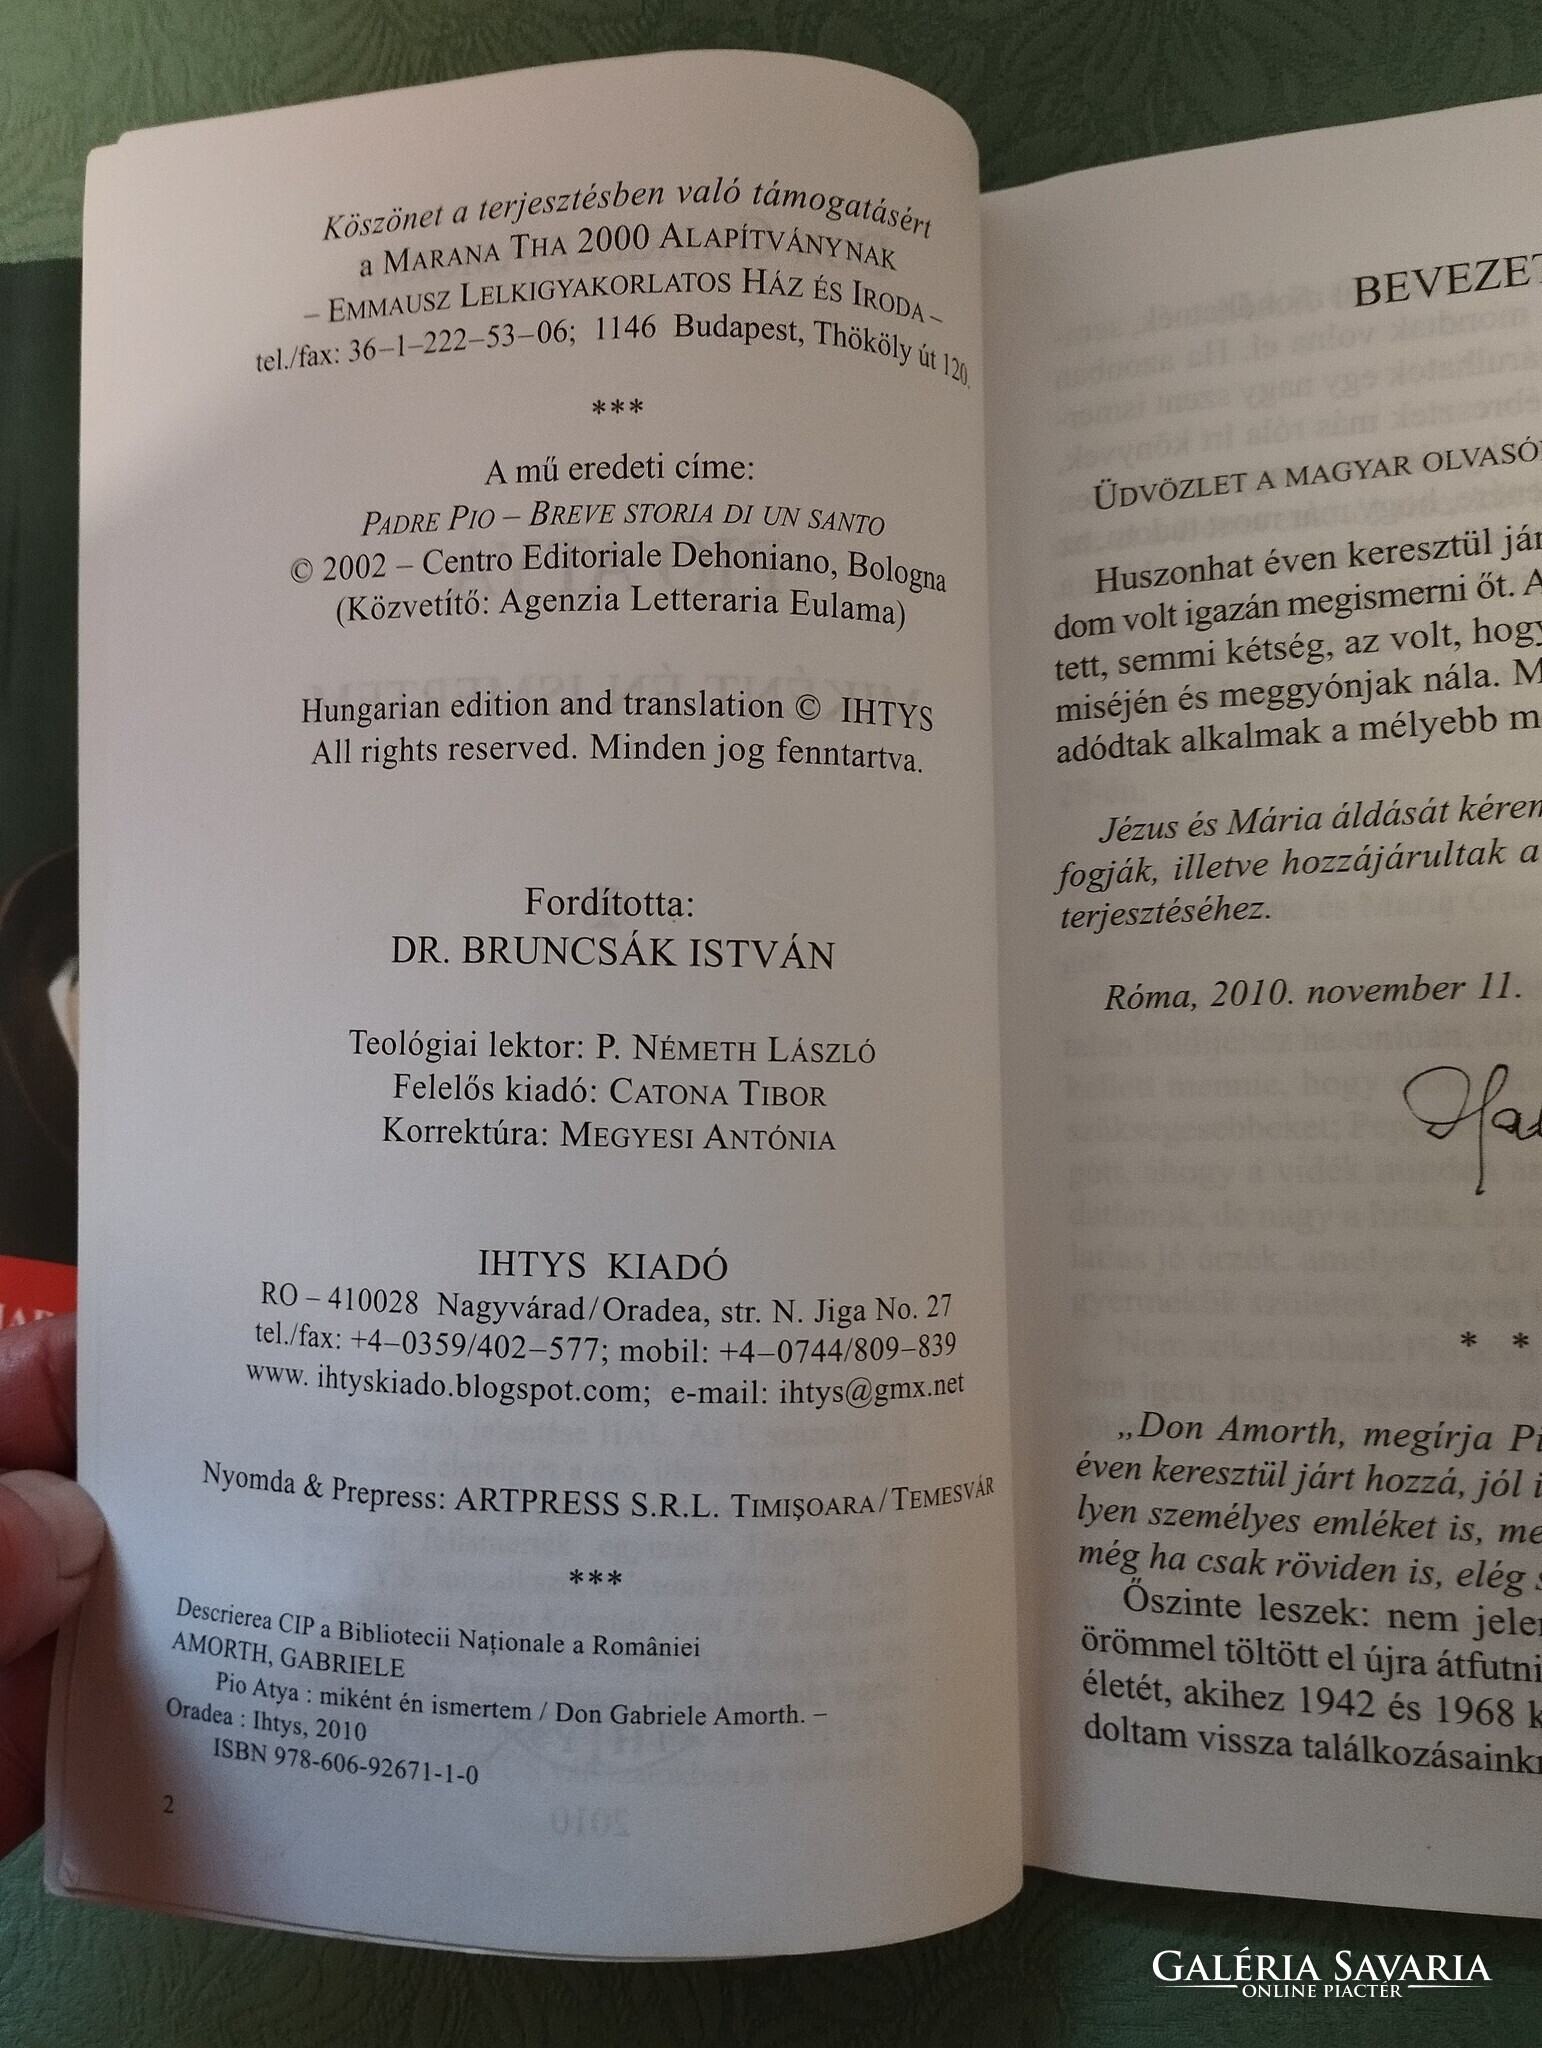 Köszönet a terjesztésben való támogatásért
a MARANA THA 2000 ALAPÍTVÁNYNAK
– EMMAUSZ LELKIGYAKORLATOS HÁZ ÉS IRODA –
tel./fax: 36–1–222–53–06; 1146 Budapest, Thököly út 120.
***
A mű eredeti címe:
PADRE PIO – BREVE STORIA DI UN SANTO
© 2002 – Centro Editoriale Dehoniano, Bologna
(Közvetítő: Agenzia Letteraria Eulama)
Hungarian edition and translation © IHTYS
All rights reserved. Minden jog fenntartva.
Fordította:
DR. BRUNCSÁK ISTVÁN
Teológiai lektor: P. NÉMETH LÁSZLÓ
Felelős kiadó: CATONA TIBOR
Korrektúra: MEGYESI ANTÓNIA
IHTYS KIADÓ
RO – 410028 Nagyvárad/Oradea, str. N. Jiga No. 27
tel./fax: +4–0359/402–577; mobil: +4–0744/809–839
www. ihtyskiado.blogspot.com; e-mail: ihtys@gmx.net
Nyomda & Prepress: ARTPRESS S.R.L. TIMIŞOARA/TEMESVÁR
***
Descrierea CIP a Bibliotecii Naţionale a României
AMORTH, GABRIELE
Pio Atya : miként én ismertem / Don Gabriele Amorth. –
Oradea : Ihtys, 2010
ISBN 978-606-92671-1-0
2
BEVEZET
ÜDVÖZLET A MAGYAR OLVASÓ
Huszonhat éven keresztül jár
dom volt igazán megismerni őt. A
tett, semmi kétség, az volt, hogy
miséjén és meggyónjak nála. M
adódtak alkalmak a mélyebb m
Jézus és Mária áldását kérem
fogják, illetve hozzájárultak a
terjesztéséhez.
Róma, 2010. november 11.
* *
„Don Amorth, megírja Pi
éven keresztül járt hozzá, jól i
lyen személyes emléket is, me
még ha csak röviden is, elég s
Őszinte leszek: nem jelen
örömmel töltött el újra átfutni
életét, akihez 1942 és 1968 k
doltam vissza találkozásainkr
GALÉRIA SAVARIA
ONLINE PIACTÉR